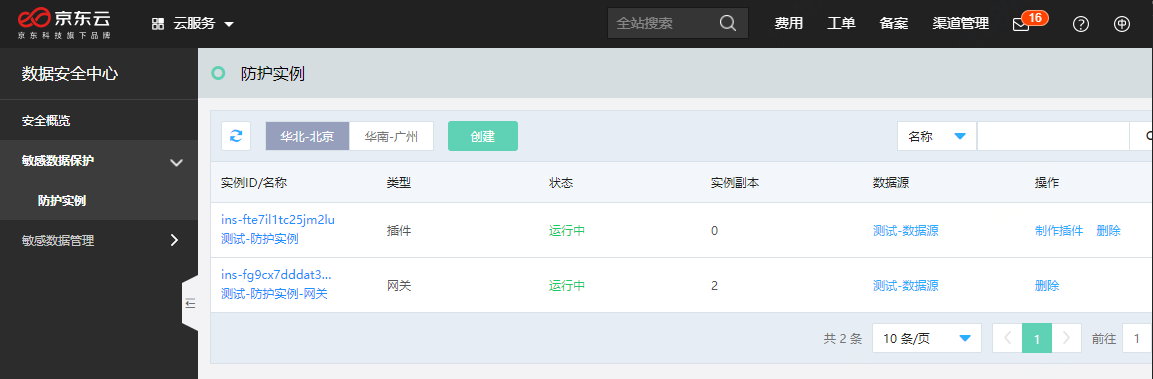 京东云
京东科技旗下品牌
云服务
全站搜索
费用
工单
备案
渠道管理
16
中
数据安全中心
安全概览
敏感数据保护
防护实例
敏感数据管理
防护实例
华北-北京
华南-广州
创建
名称
实例ID/名称
类型
状态
实例副本
数据源
操作
ins-fte7il1tc25jm2lu
测试-防护实例
插件
运行中
0
测试-数据源
制作插件
删除
ins-fg9cx7dddat3...
测试-防护实例-网关
网关
运行中
2
测试-数据源
删除
共 2 条
10 条/页
1
前往
1